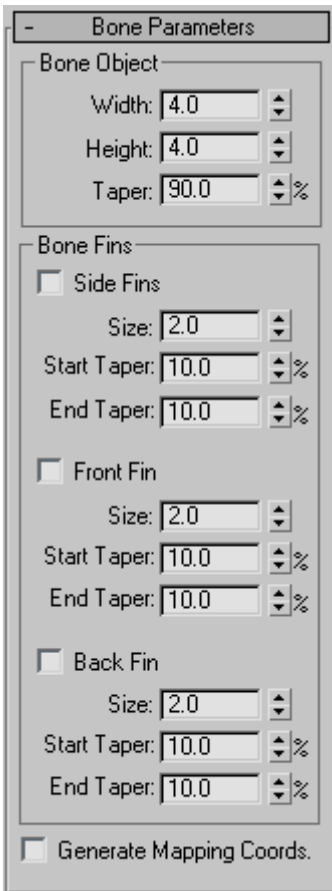 - Bone Parameters
Bone Object
Width: 4.0
Height: 4.0
Taper: 90.0 %
Bone Fins
Side Fins
Size: 2.0
Start Taper: 10.0 %
End Taper: 10.0 %
Front Fin
Size: 2.0
Start Taper: 10.0 %
End Taper: 10.0 %
Back Fin
Size: 2.0
Start Taper: 10.0 %
End Taper: 10.0 %
Generate Mapping Coords.